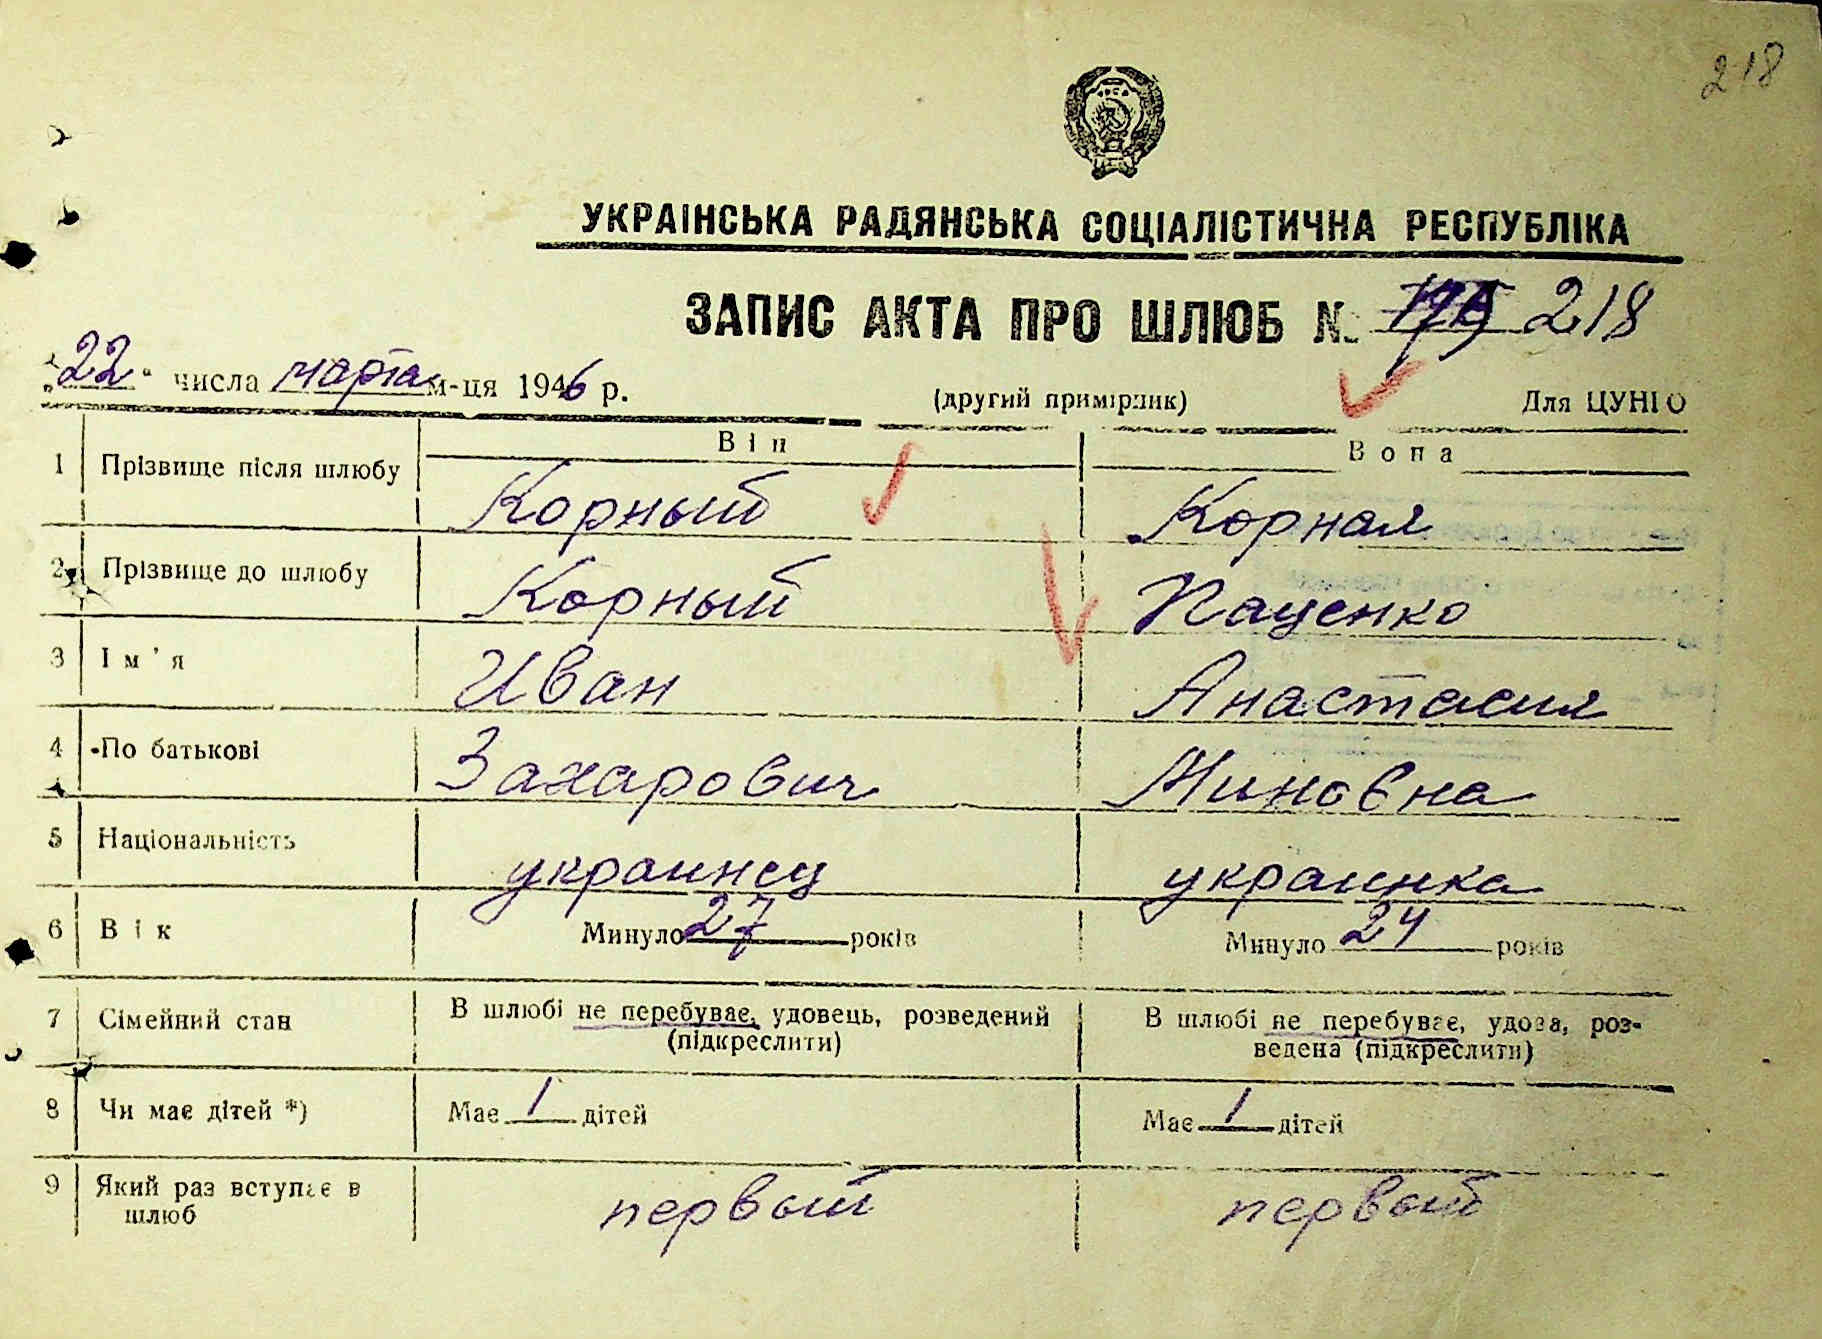 218
УКРАІНСЬКА РАДЯНСЬКА СОЦІАЛІСТИЧНА РЕСПУБЛІКА
ЗАПИС АКТА ПРО ШЛЮБ №. 218
„22“ числа марта м-ця 1946 р.
(другий примірник) Для ЦУНГО
Він Вона
1 Прізвище після шлюбу Корный Корная
2 Прізвище до шлюбу Корный Пащенко
3 Ім'я Иван Анастасия
4 По батькові Захарович Миновна
5 Національність украинец украинка
6 Вік Минуло 27 років Минуло 24 років
7 Сімейний стан В шлюбі не перебуває, удовець, розведений (підкреслити) В шлюбі не перебуває, удова, роз-
ведена (підкреслити)
8 Чи має дітей *) Має 1 дітей Має 1 дітей
9 Який раз вступає в шлюб первый первый